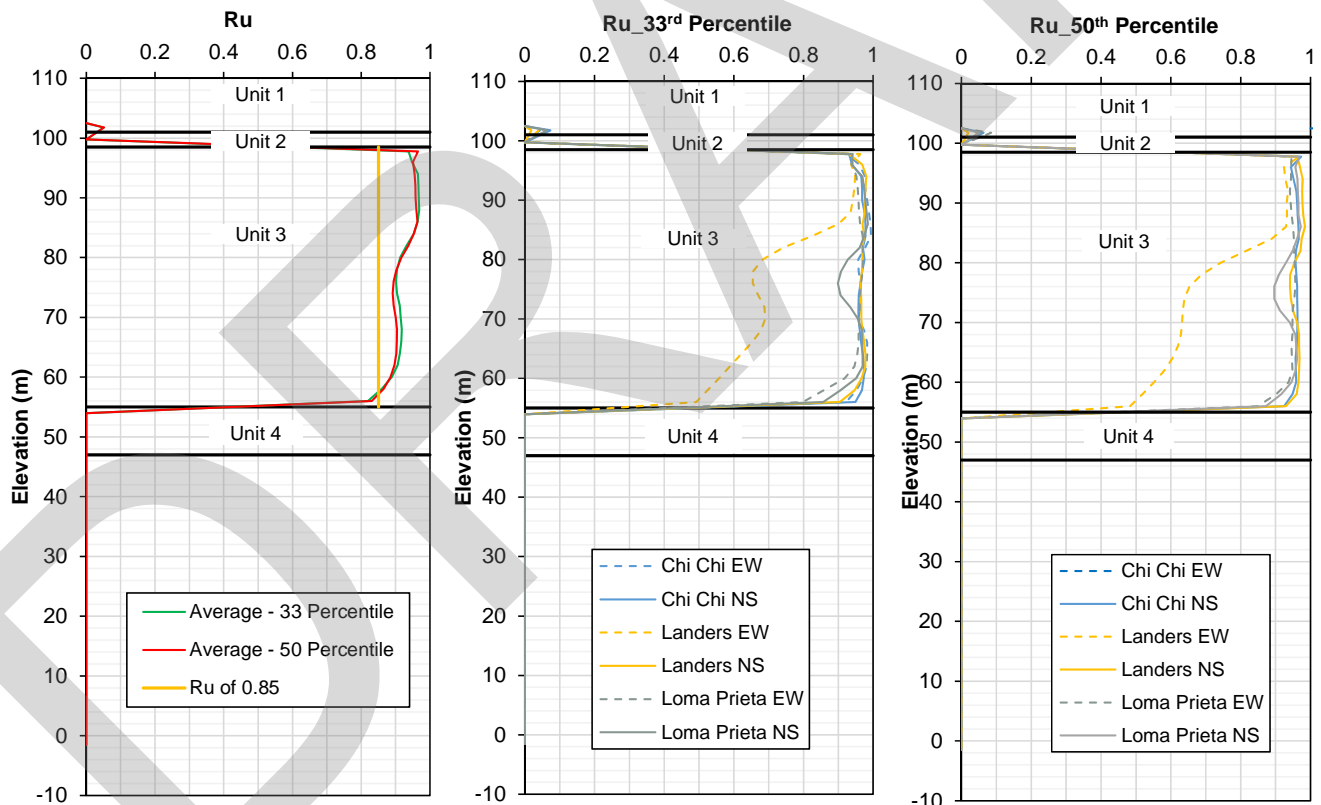 Ru
0 0.2 0.4 0.6 0.8 1
110
100
90
80
70
60
50
40
30
20
10
0
-10
Elevation (m)
Unit 1
Unit 2
Unit 3
Unit 4
Average - 33 Percentile
Average - 50 Percentile
Ru of 0.85
Ru_33rd Percentile
0 0.2 0.4 0.6 0.8 1
110
100
90
80
70
60
50
40
30
20
10
0
-10
Elevation (m)
Unit 1
Unit 2
Unit 3
Unit 4
Chi Chi EW
Chi Chi NS
Landers EW
Landers NS
Loma Prieta EW
Loma Prieta NS
Ru_50th Percentile
0 0.2 0.4 0.6 0.8 1
110
100
90
80
70
60
50
40
30
20
10
0
-10
Elevation (m)
Unit 1
Unit 2
Unit 3
Unit 4
Chi Chi EW
Chi Chi NS
Landers EW
Landers NS
Loma Prieta EW
Loma Prieta NS
DRAFT